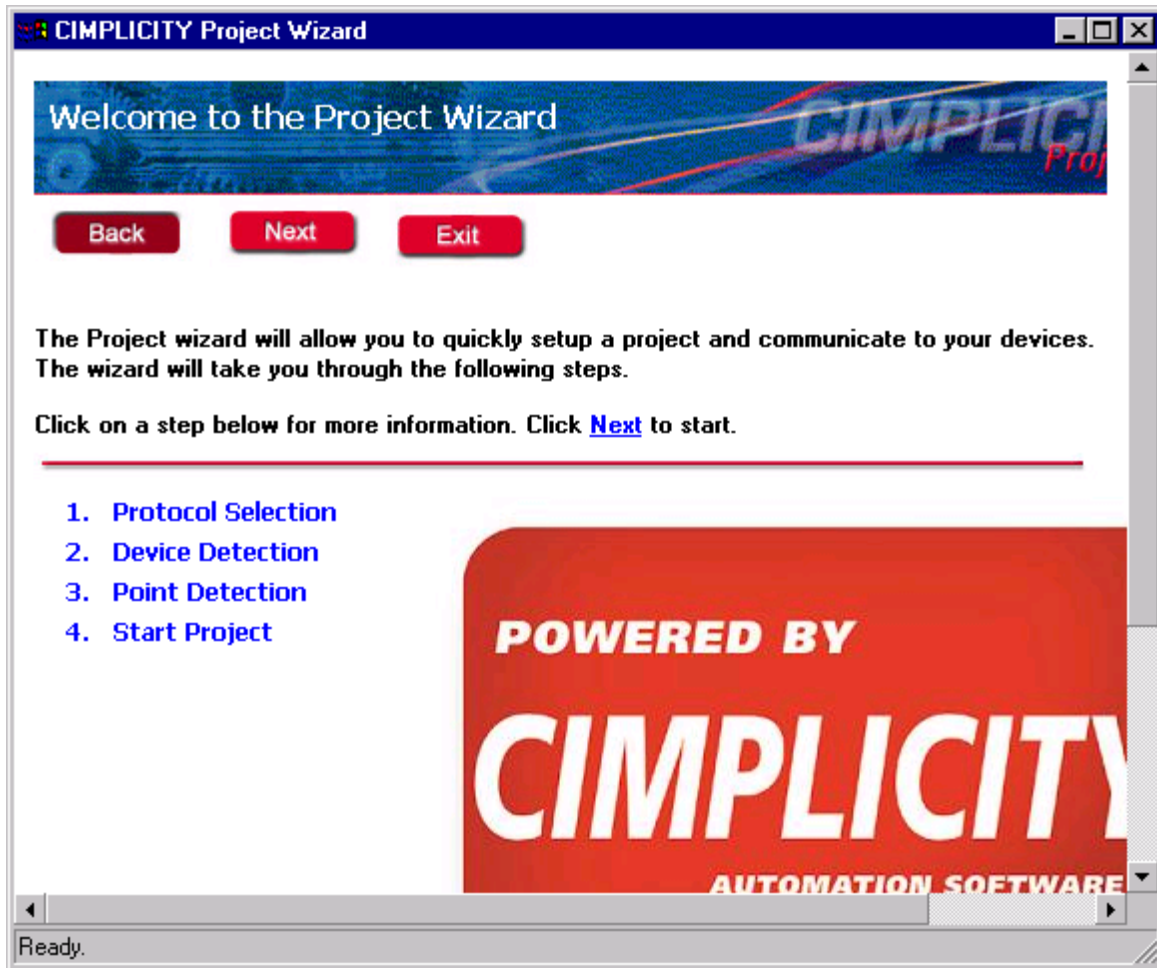 CIMPLICITY Project Wizard
Welcome to the Project Wizard
CIMPLICI
Proj
Back Next Exit
The Project wizard will allow you to quickly setup a project and communicate to your devices.
The wizard will take you through the following steps.
Click on a step below for more information. Click Next to start.
1. Protocol Selection
2. Device Detection
3. Point Detection
4. Start Project
POWERED BY
CIMPLICITY
AUTOMATION SOFTWARE
Ready.